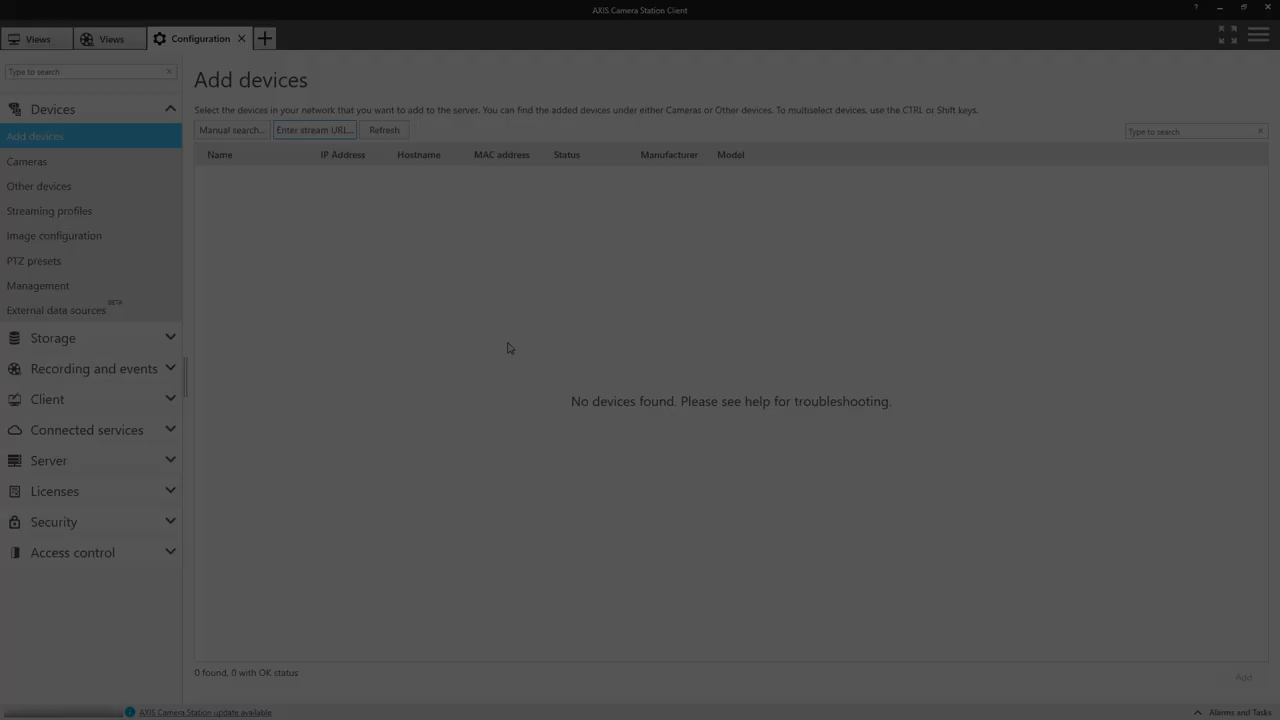 AXIS Camera Station Client
?
Views
Views
Configuration
Type to search
Devices
Add devices
Cameras
Other devices
Streaming profiles
Image configuration
PTZ presets
Management
External data sources BETA
Storage
Recording and events
Client
Connected services
Server
Licenses
Security
Access control
Add devices
Select the devices in your network that you want to add to the server. You can find the added devices under either Cameras or Other devices. To multiselect devices, use the CTRL or Shift keys.
Manual search... Enter stream URL... Refresh
Type to search
Name IP Address Hostname MAC address Status Manufacturer Model
No devices found. Please see help for troubleshooting.
0 found, 0 with OK status
Add
AXIS Camera Station update available
Alarms and Tasks